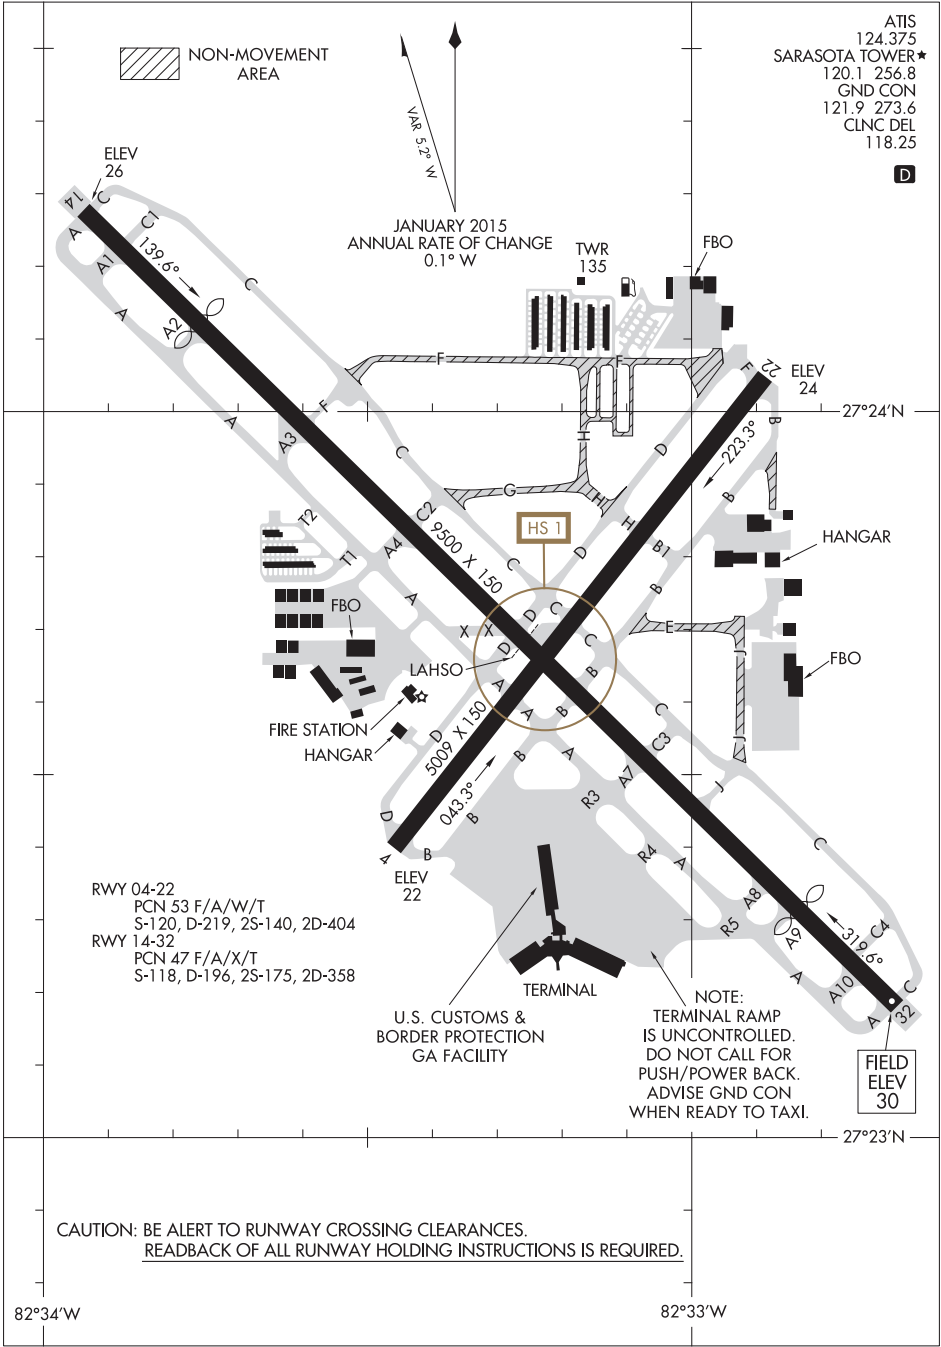 ATIS
124.375
SARASOTA TOWER★
120.1 256.8
GND CON
121.9 273.6
CLNC DEL
118.25
D
NON-MOVEMENT
AREA
VAR 5.2° W
JANUARY 2015
ANNUAL RATE OF CHANGE
0.1° W
ELEV
26
14
C
A
A1
C1
139.6°
A
A2
C
TWR
135
FBO
F
F
F
22
ELEV
24
27°24'N
F
A
A3
C
H
D
B
223.3°
G
H
H
B
T2
T1
A4
C2
9500 X 150
HS 1
C
D
B1
B
HANGAR
FBO
A
X
X
D
D
C
C
E
J
FBO
LAHSO
A
A
B
B
C
FIRE STATION
HANGAR
D
5009 X 150
B
A
C3
J
A7
J
043.3°
R3
D
B
B
C
4
ELEV
22
R4
A
RWY 04-22
PCN 53 F/A/W/T
S-120, D-219, 2S-140, 2D-404
RWY 14-32
PCN 47 F/A/X/T
S-118, D-196, 2S-175, 2D-358
A8
R5
A9
319.6°
C4
A
A10
C
A
32
TERMINAL
U.S. CUSTOMS &
BORDER PROTECTION
GA FACILITY
NOTE:
TERMINAL RAMP
IS UNCONTROLLED.
DO NOT CALL FOR
PUSH/POWER BACK.
ADVISE GND CON
WHEN READY TO TAXI.
FIELD
ELEV
30
27°23'N
CAUTION: BE ALERT TO RUNWAY CROSSING CLEARANCES.
READBACK OF ALL RUNWAY HOLDING INSTRUCTIONS IS REQUIRED.
82°34'W
82°33'W